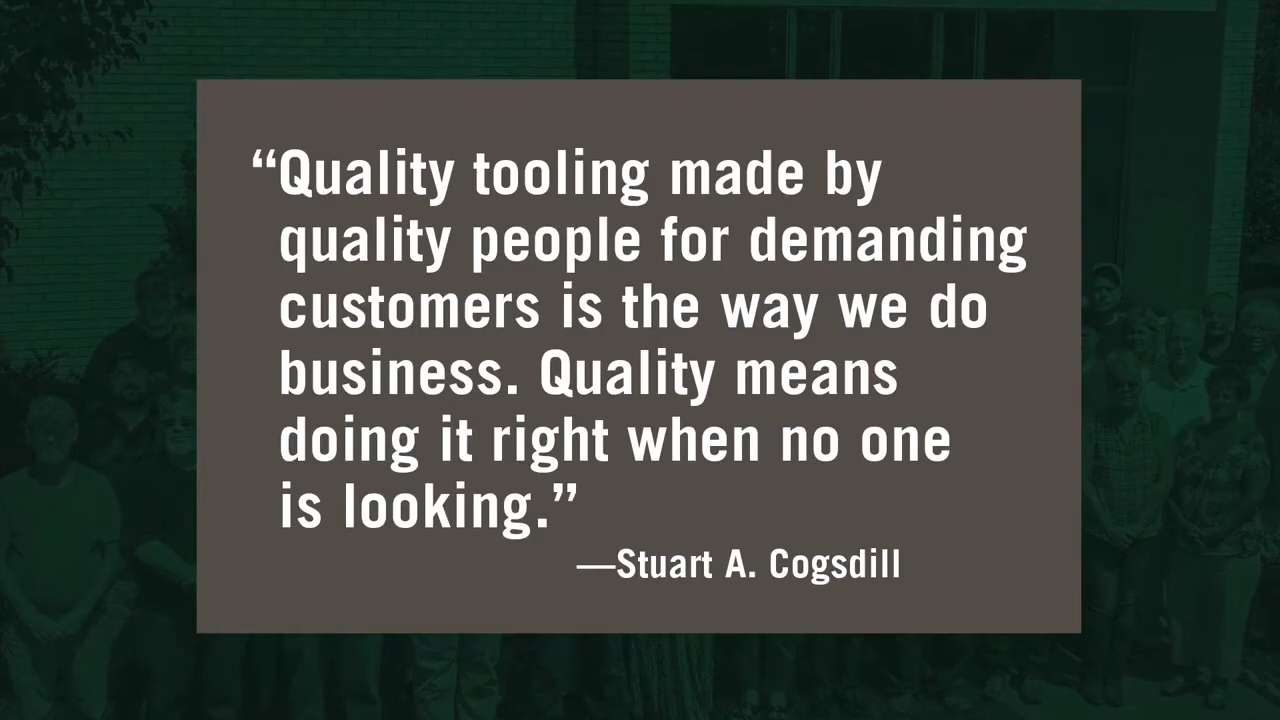 “Quality tooling made by
quality people for demanding
customers is the way we do
business. Quality means
doing it right when no one
is looking.”
—Stuart A. Cogsdill